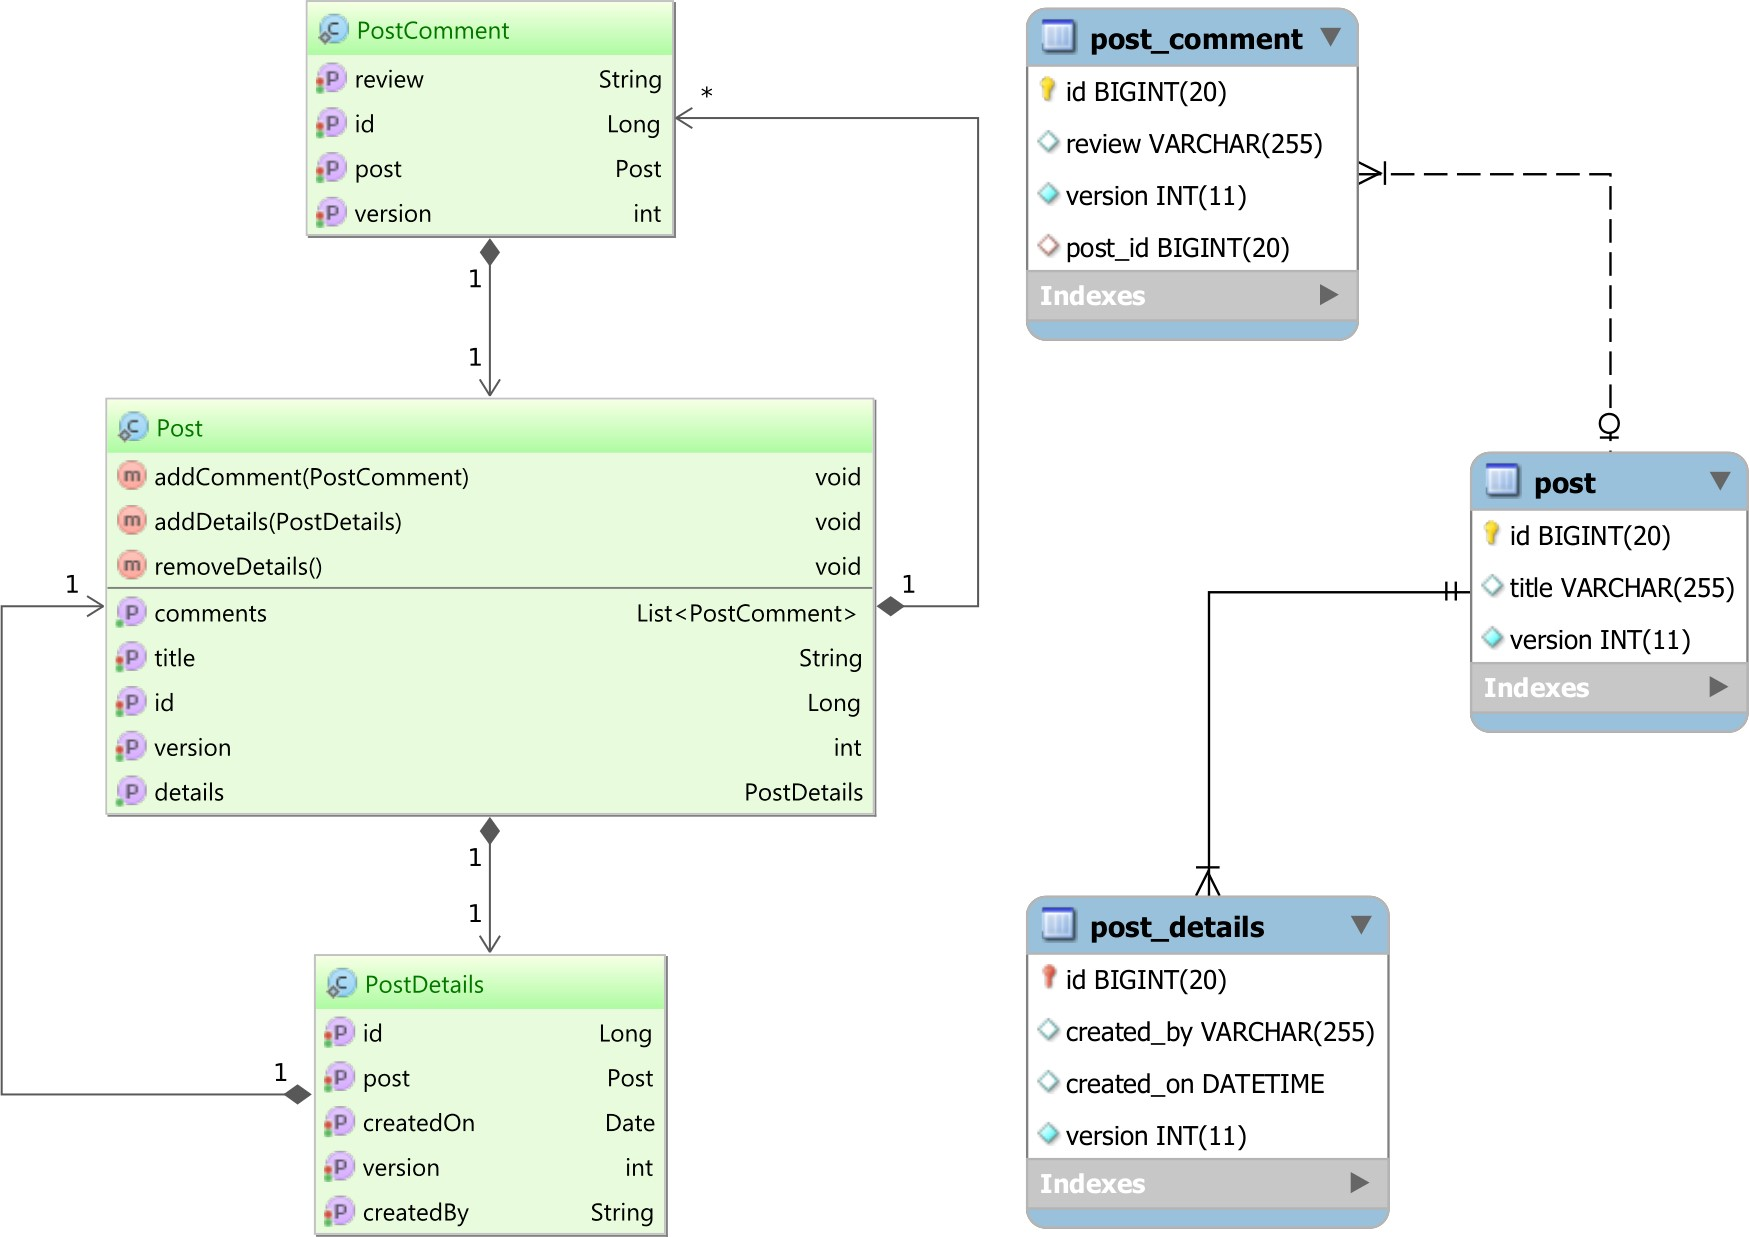 PostComment
review String
id Long
post Post
version int
*
1
1
Post
addComment(PostComment) void
addDetails(PostDetails) void
removeDetails() void
comments List<PostComment>
title String
id Long
version int
details PostDetails
1
1
1
1
PostDetails
id Long
post Post
createdOn Date
version int
createdBy String
1
post_comment
id BIGINT(20)
review VARCHAR(255)
version INT(11)
post_id BIGINT(20)
Indexes
post
id BIGINT(20)
title VARCHAR(255)
version INT(11)
Indexes
post_details
id BIGINT(20)
created_by VARCHAR(255)
created_on DATETIME
version INT(11)
Indexes